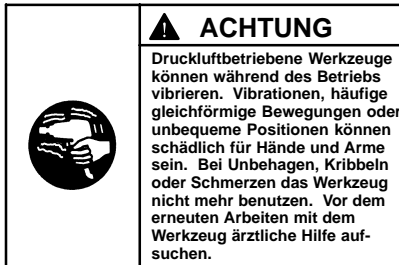 ACHTUNG
Druckluftbetriebene Werkzeuge
können während des Betriebs
vibrieren. Vibrationen, häufige
gleichförmige Bewegungen oder
unbequeme Positionen können
schädlich für Hände und Arme
sein. Bei Unbehagen, Kribbeln
oder Schmerzen das Werkzeug
nicht mehr benutzen. Vor dem
erneuten Arbeiten mit dem
Werkzeug ärztliche Hilfe auf-
suchen.